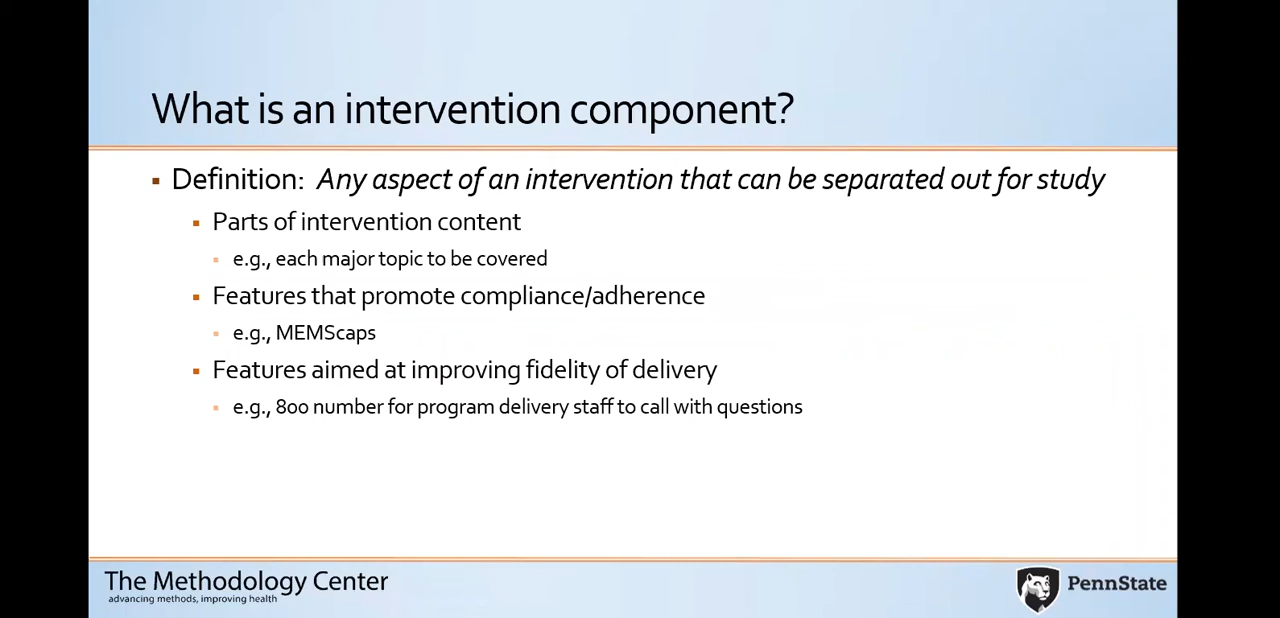 What is an intervention component?
Definition: Any aspect of an intervention that can be separated out for study
Parts of intervention content
e.g., each major topic to be covered
Features that promote compliance/adherence
e.g., MEMScaps
Features aimed at improving fidelity of delivery
e.g., 800 number for program delivery staff to call with questions
The Methodology Center
advancing methods, improving health
PennState